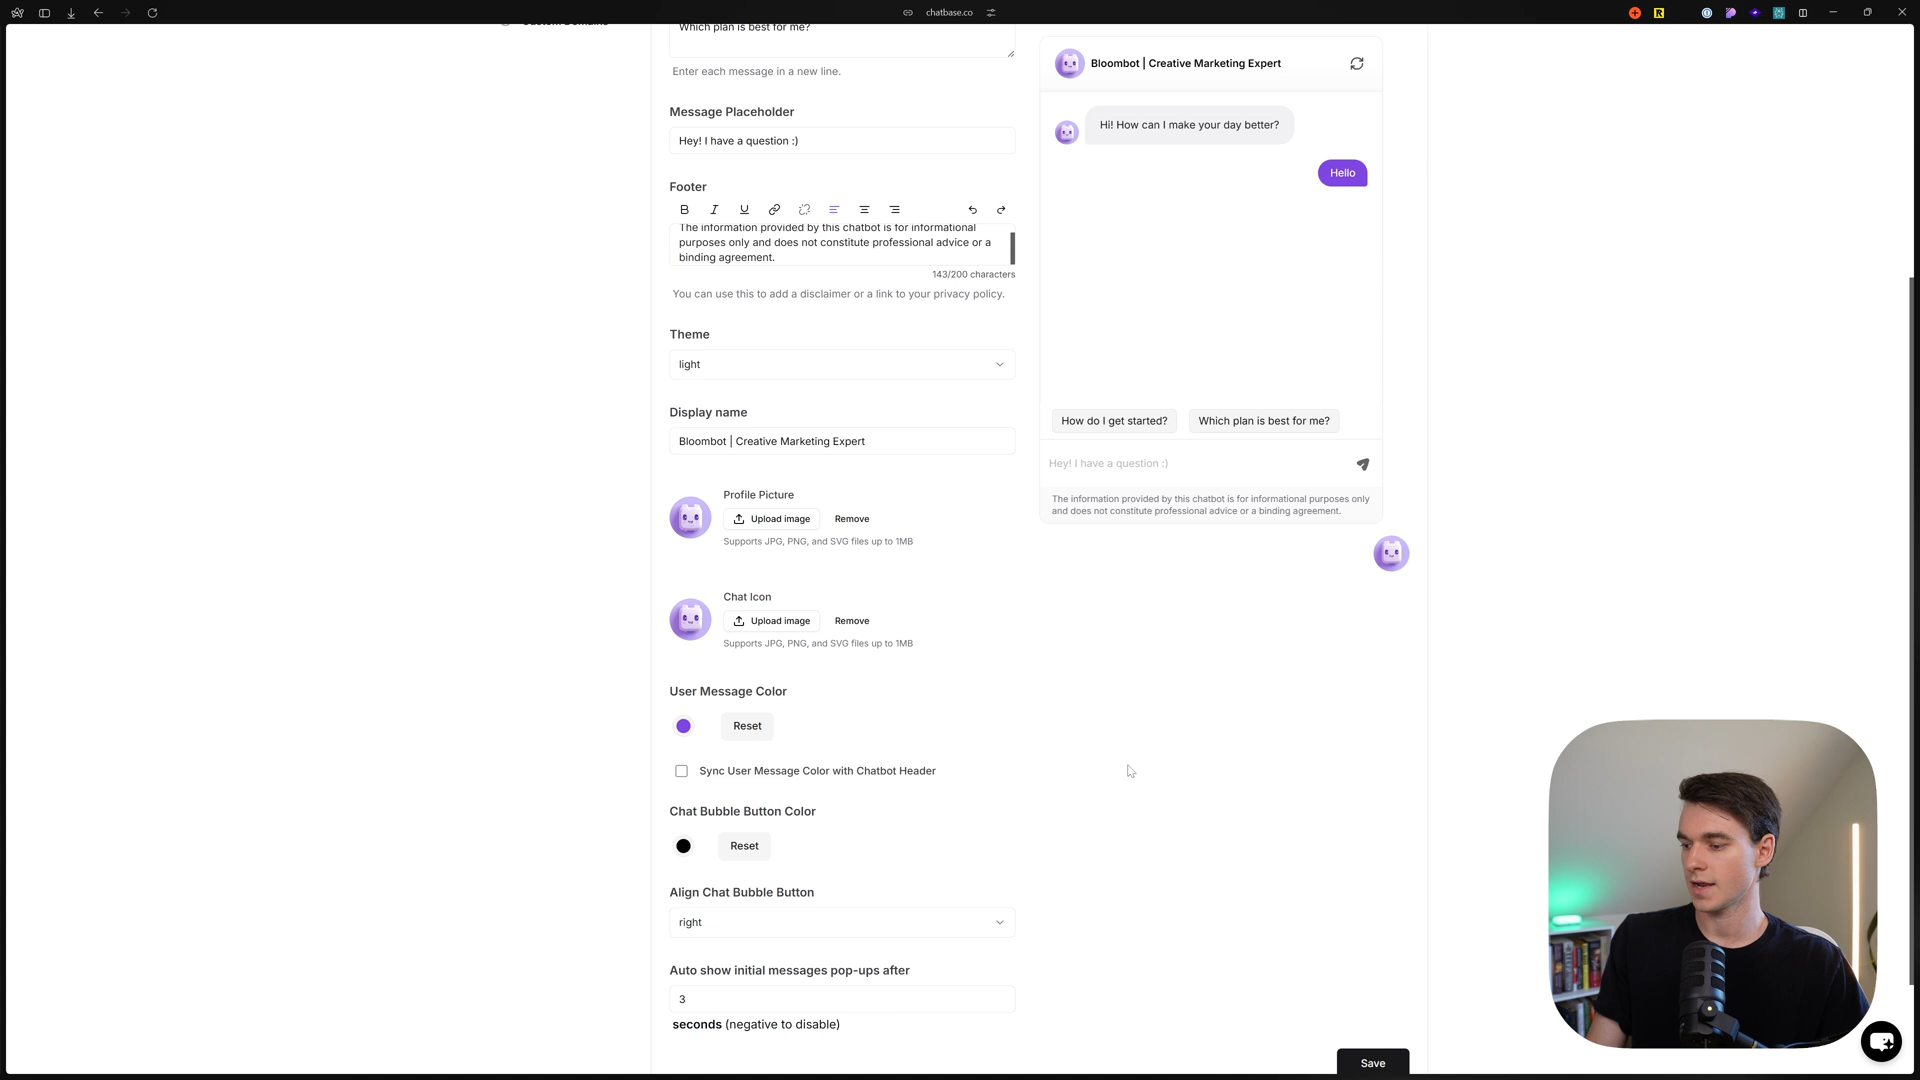 chatbase.co
Custom Domains
Which plan is best for me?
Enter each message in a new line.
Message Placeholder
Hey! I have a question :)
Footer
The information provided by this chatbot is for informational
purposes only and does not constitute professional advice or a
binding agreement.
143/200 characters
You can use this to add a disclaimer or a link to your privacy policy.
Theme
light
Display name
Bloombot | Creative Marketing Expert
Profile Picture
Upload image
Remove
Supports JPG, PNG, and SVG files up to 1MB
Chat Icon
Upload image
Remove
Supports JPG, PNG, and SVG files up to 1MB
User Message Color
Reset
Sync User Message Color with Chatbot Header
Chat Bubble Button Color
Reset
Align Chat Bubble Button
right
Auto show initial messages pop-ups after
3
seconds (negative to disable)
Bloombot | Creative Marketing Expert
Hi! How can I make your day better?
Hello
How do I get started?
Which plan is best for me?
Hey! I have a question :)
The information provided by this chatbot is for informational purposes only
and does not constitute professional advice or a binding agreement.
Save